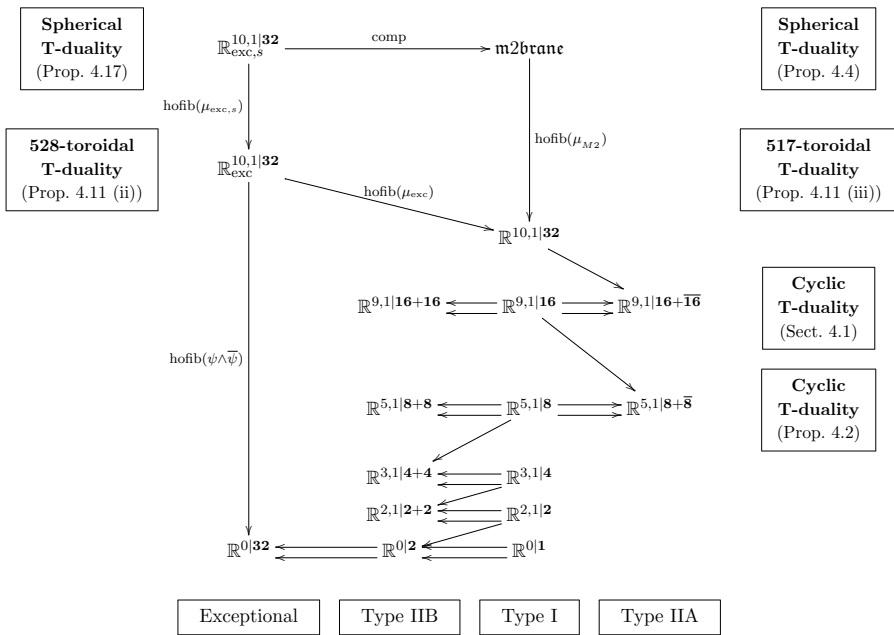 Spherical
T-duality
(Prop. 4.17)
ℝ^{10,1|32}_{exc,s}
comp
𝔪2𝔟𝔯𝔞𝔫𝔢
Spherical
T-duality
(Prop. 4.4)
hofib(μ_{exc,s})
528-toroidal
T-duality
(Prop. 4.11 (ii))
ℝ^{10,1|32}_{exc}
hofib(μ_{M2})
517-toroidal
T-duality
(Prop. 4.11 (iii))
hofib(μ_{exc})
ℝ^{10,1|32}
ℝ^{9,1|16+16} ℝ^{9,1|16} ℝ^{9,1|16+\overline{16}}
Cyclic
T-duality
(Sect. 4.1)
hofib(ψ∧\overline{ψ})
ℝ^{5,1|8+8} ℝ^{5,1|8} ℝ^{5,1|8+\overline{8}}
Cyclic
T-duality
(Prop. 4.2)
ℝ^{3,1|4+4} ℝ^{3,1|4}
ℝ^{2,1|2+2} ℝ^{2,1|2}
ℝ^{0|32} ℝ^{0|2} ℝ^{0|1}
Exceptional Type IIB Type I Type IIA